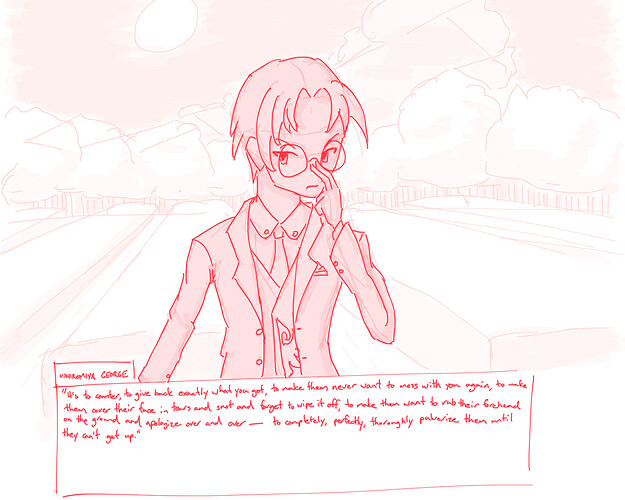 USHIROMIYA GEORGE
"It's to counter, to give back exactly what you got, to make them never want to mess with you again, to make
them cover their face in tears and snot and forget to wipe it off, to make them want to rub their forehead
on the ground and apologize over and over — to completely, perfectly, thoroughly pulverize them until
they can't get up."